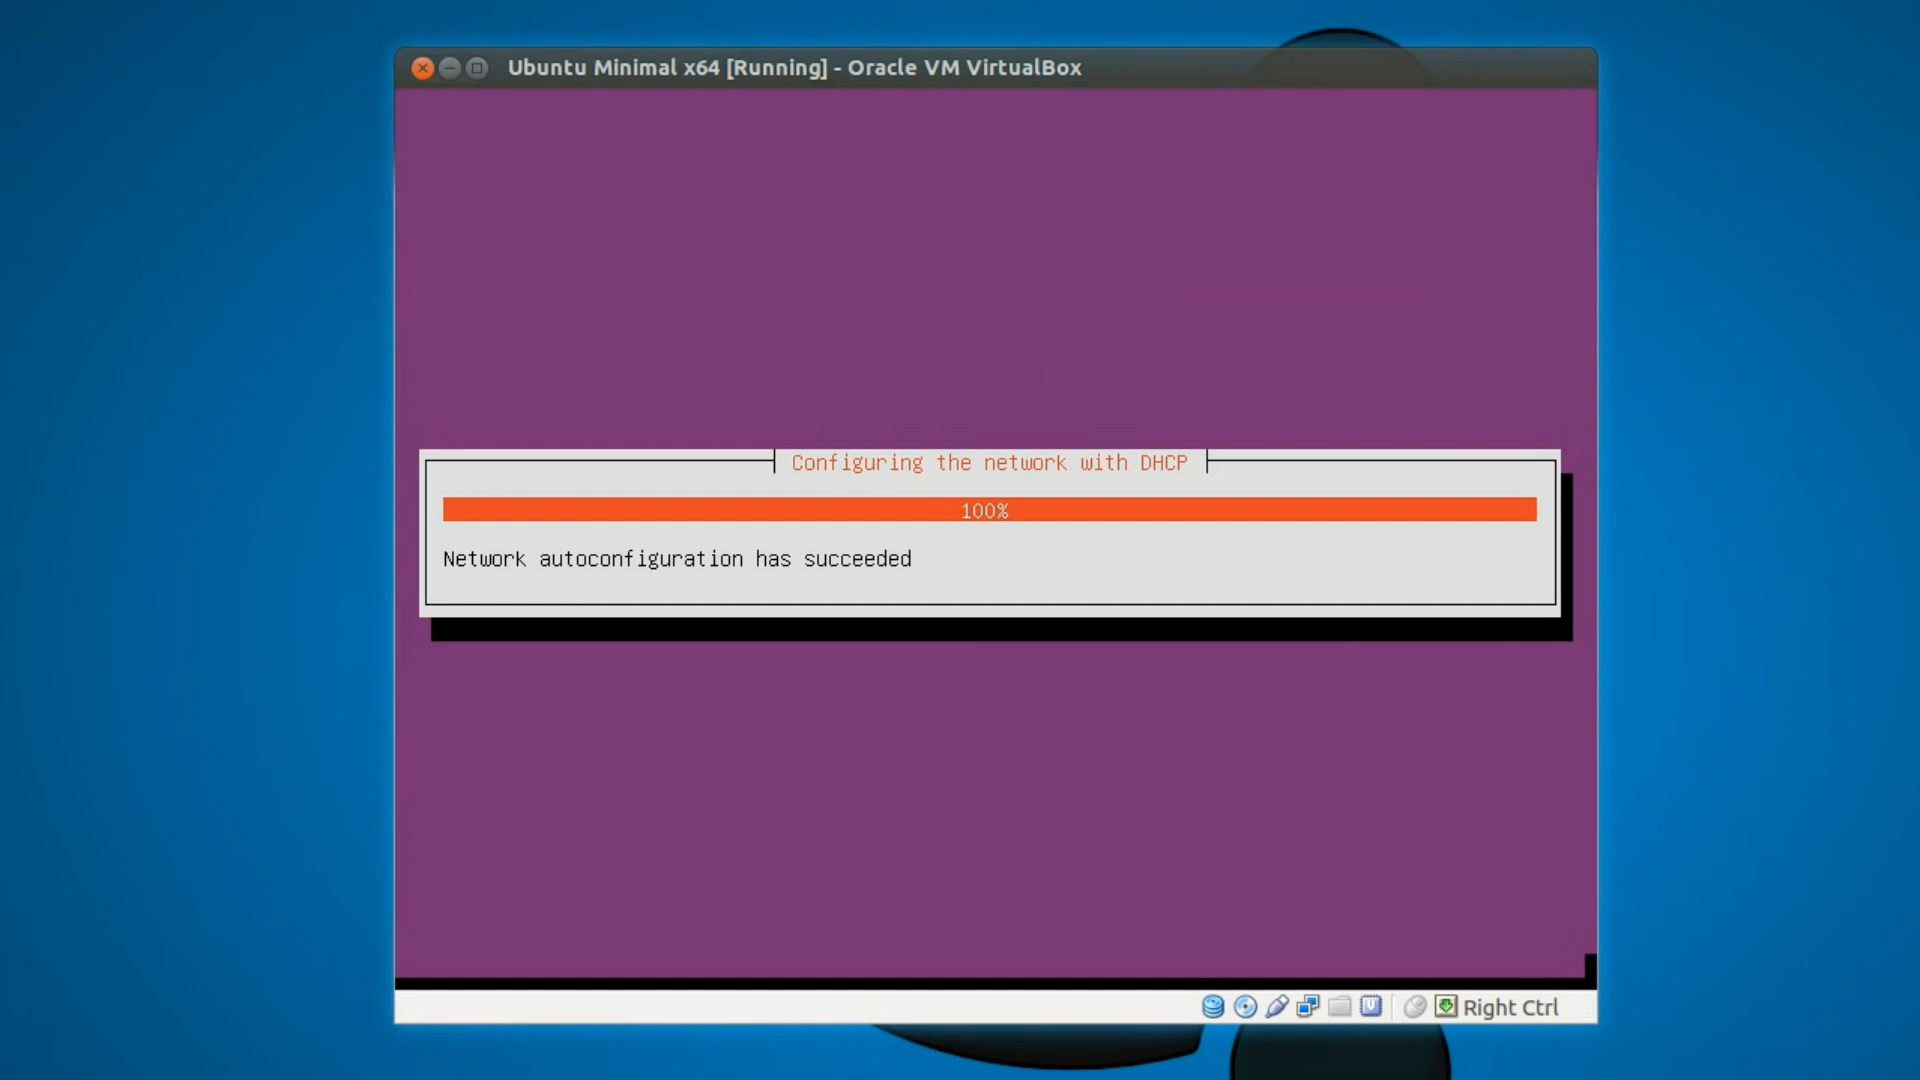 Ubuntu Minimal x64 [Running] - Oracle VM VirtualBox
Configuring the network with DHCP
100%
Network autoconfiguration has succeeded
Right Ctrl